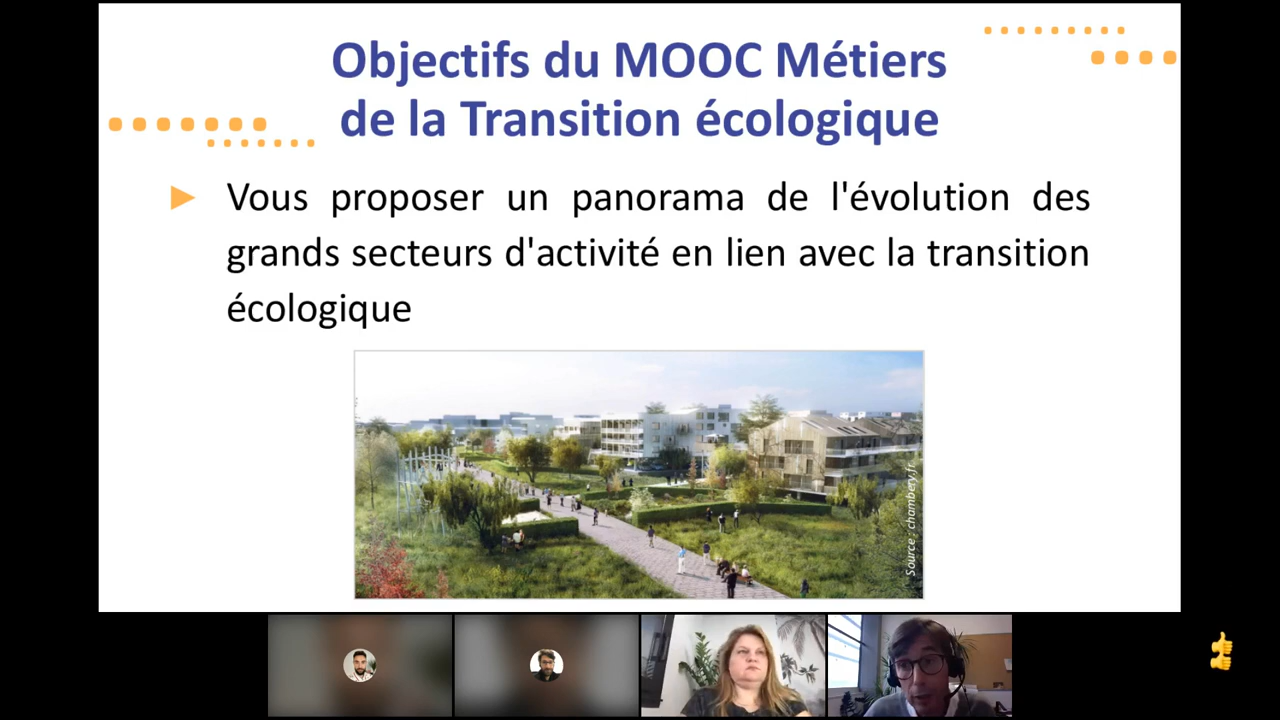 Objectifs du MOOC Métiers
de la Transition écologique
Vous proposer un panorama de l'évolution des
grands secteurs d'activité en lien avec la transition
écologique
Source : chambery.fr